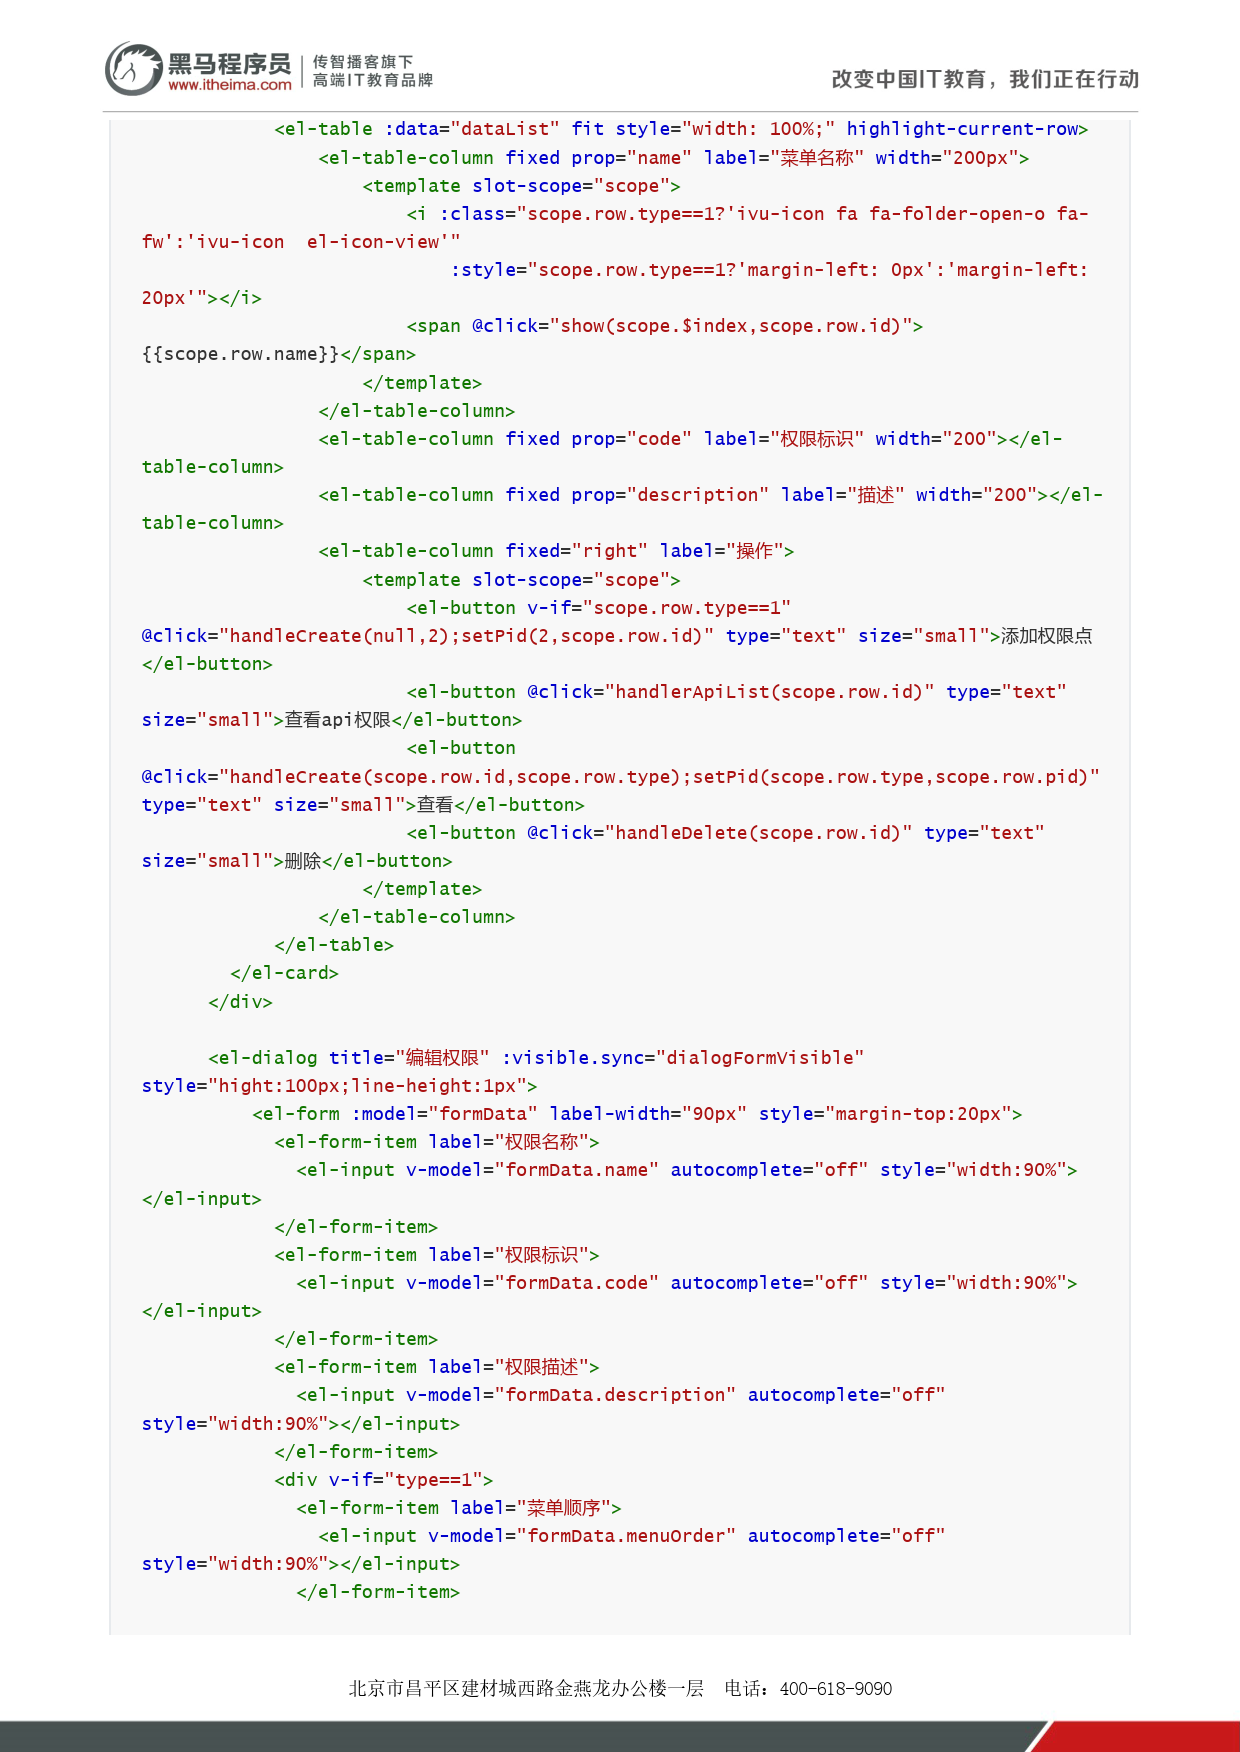 黑马程序员
www.itheima.com
传智播客旗下
高端IT教育品牌
改变中国IT教育，我们正在行动
<el-table :data="dataList" fit style="width: 100%;" highlight-current-row>
<el-table-column fixed prop="name" label="菜单名称" width="200px">
<template slot-scope="scope">
<i :class="scope.row.type==1?'ivu-icon fa fa-folder-open-o fa-
fw':'ivu-icon  el-icon-view'"
:style="scope.row.type==1?'margin-left: 0px':'margin-left:
20px'"></i>
<span @click="show(scope.$index,scope.row.id)">
{{scope.row.name}}</span>
</template>
</el-table-column>
<el-table-column fixed prop="code" label="权限标识" width="200"></el-
table-column>
<el-table-column fixed prop="description" label="描述" width="200"></el-
table-column>
<el-table-column fixed="right" label="操作">
<template slot-scope="scope">
<el-button v-if="scope.row.type==1"
@click="handleCreate(null,2);setPid(2,scope.row.id)" type="text" size="small">添加权限点
</el-button>
<el-button @click="handlerApiList(scope.row.id)" type="text"
size="small">查看api权限</el-button>
<el-button
@click="handleCreate(scope.row.id,scope.row.type);setPid(scope.row.type,scope.row.pid)"
type="text" size="small">查看</el-button>
<el-button @click="handleDelete(scope.row.id)" type="text"
size="small">删除</el-button>
</template>
</el-table-column>
</el-table>
</el-card>
</div>
<el-dialog title="编辑权限" :visible.sync="dialogFormVisible"
style="hight:100px;line-height:1px">
<el-form :model="formData" label-width="90px" style="margin-top:20px">
<el-form-item label="权限名称">
<el-input v-model="formData.name" autocomplete="off" style="width:90%">
</el-input>
</el-form-item>
<el-form-item label="权限标识">
<el-input v-model="formData.code" autocomplete="off" style="width:90%">
</el-input>
</el-form-item>
<el-form-item label="权限描述">
<el-input v-model="formData.description" autocomplete="off"
style="width:90%"></el-input>
</el-form-item>
<div v-if="type==1">
<el-form-item label="菜单顺序">
<el-input v-model="formData.menuOrder" autocomplete="off"
style="width:90%"></el-input>
</el-form-item>
北京市昌平区建材城西路金燕龙办公楼一层　电话：400-618-9090